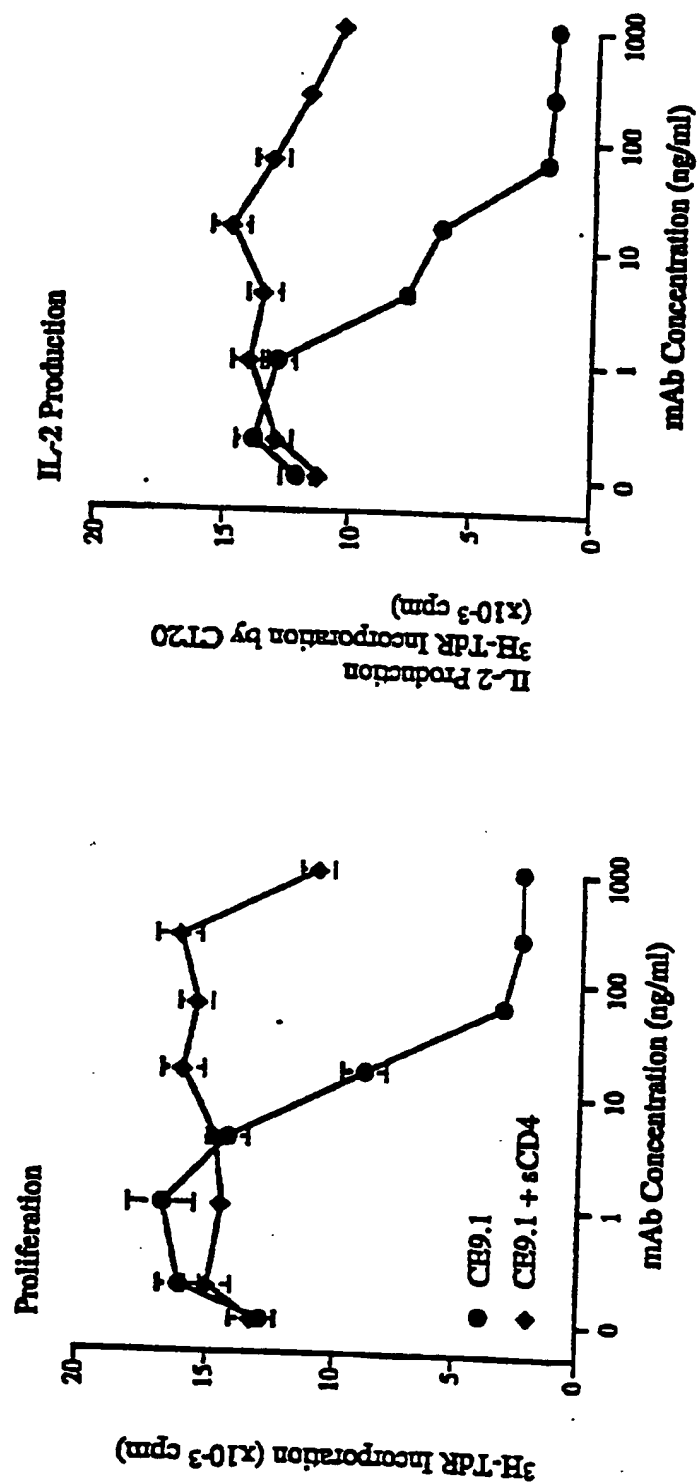 Proliferation
3H-TdR Incorporation (x10-3 cpm)
20
15
10
5
0
CE9.1
CE9.1 + sCD4
0
1
10
100
1000
mAb Concentration (ng/ml)
IL-2 Production
IL-2 Production
3H-TdR Incorporation by CT20
(x10-3 cpm)
20
15
10
5
0
0
1
10
100
1000
mAb Concentration (ng/ml)